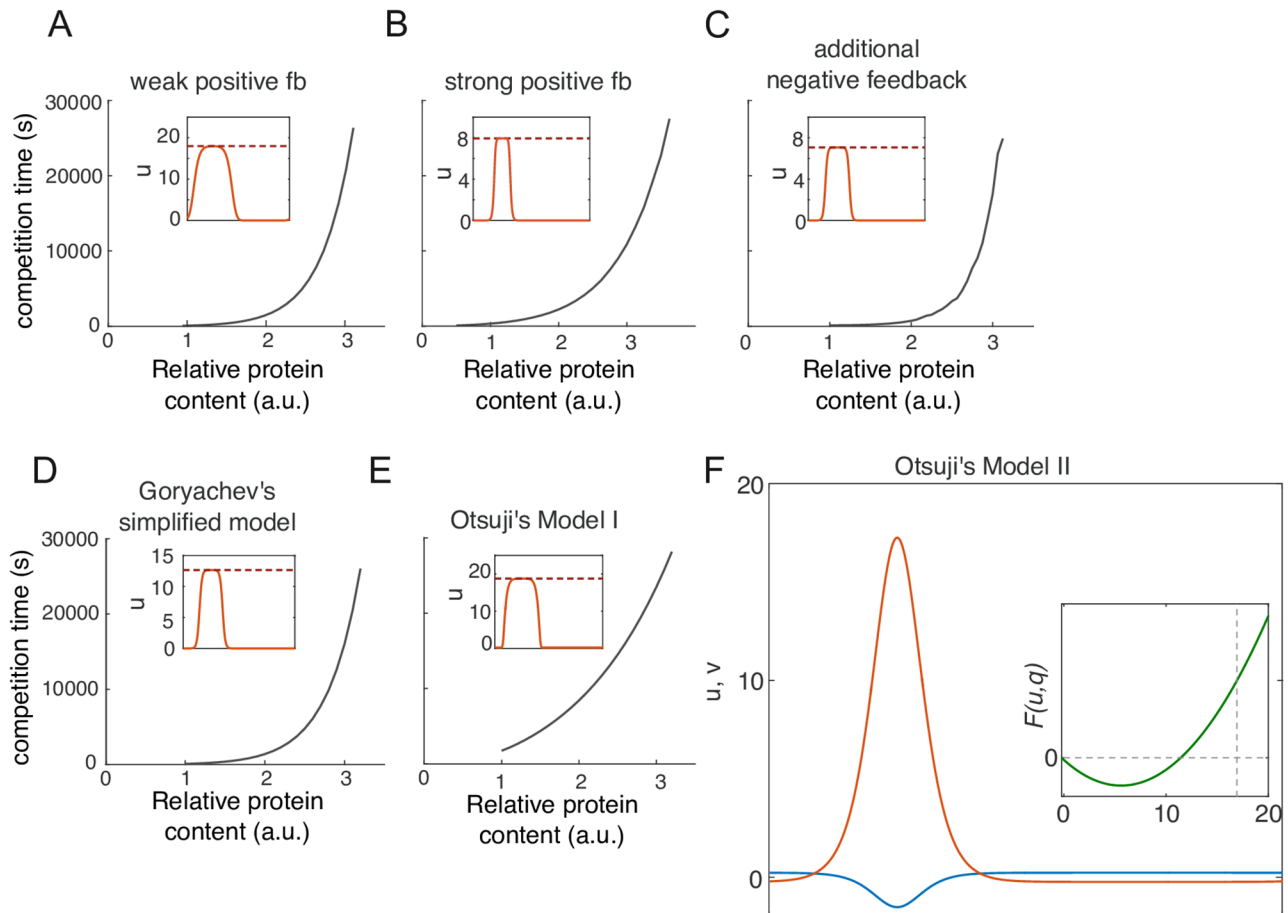 A
weak positive fb
competition time (s)
30000
20000
10000
0
0
1
2
3
Relative protein
content (a.u.)
u
20
10
0
B
strong positive fb
0
1
2
3
Relative protein
content (a.u.)
u
8
4
0
C
additional
negative feedback
0
1
2
3
Relative protein
content (a.u.)
u
8
4
0
D
Goryachev's
simplified model
competition time (s)
30000
20000
10000
0
0
1
2
3
Relative protein
content (a.u.)
u
15
10
5
0
E
Otsuji's Model I
0
1
2
3
Relative protein
content (a.u.)
u
20
10
0
F
Otsuji's Model II
u, v
20
10
0
F(u,q)
0
0
10
20